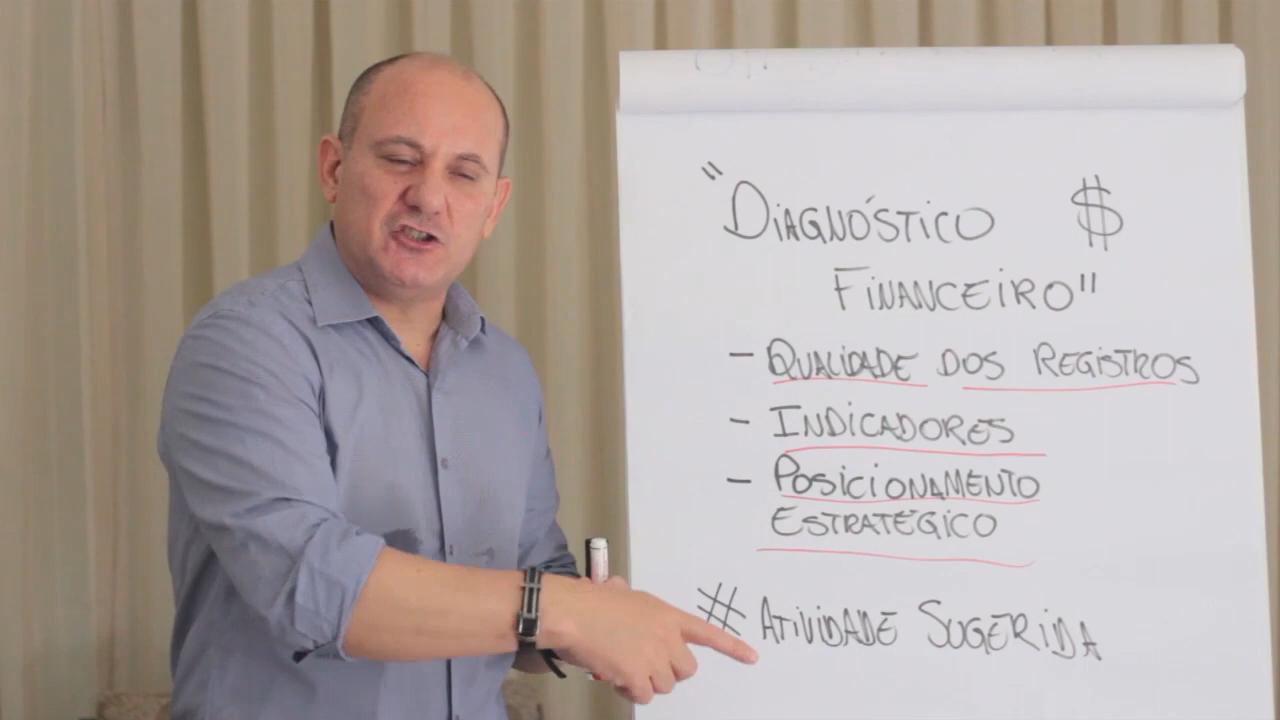 "DIAGNÓSTICO $
FINANCEIRO"
- QUALIDADE DOS REGISTROS
- INDICADORES
- POSICIONAMENTO
ESTRATÉGICO
# ATIVIDADE SUGERIDA